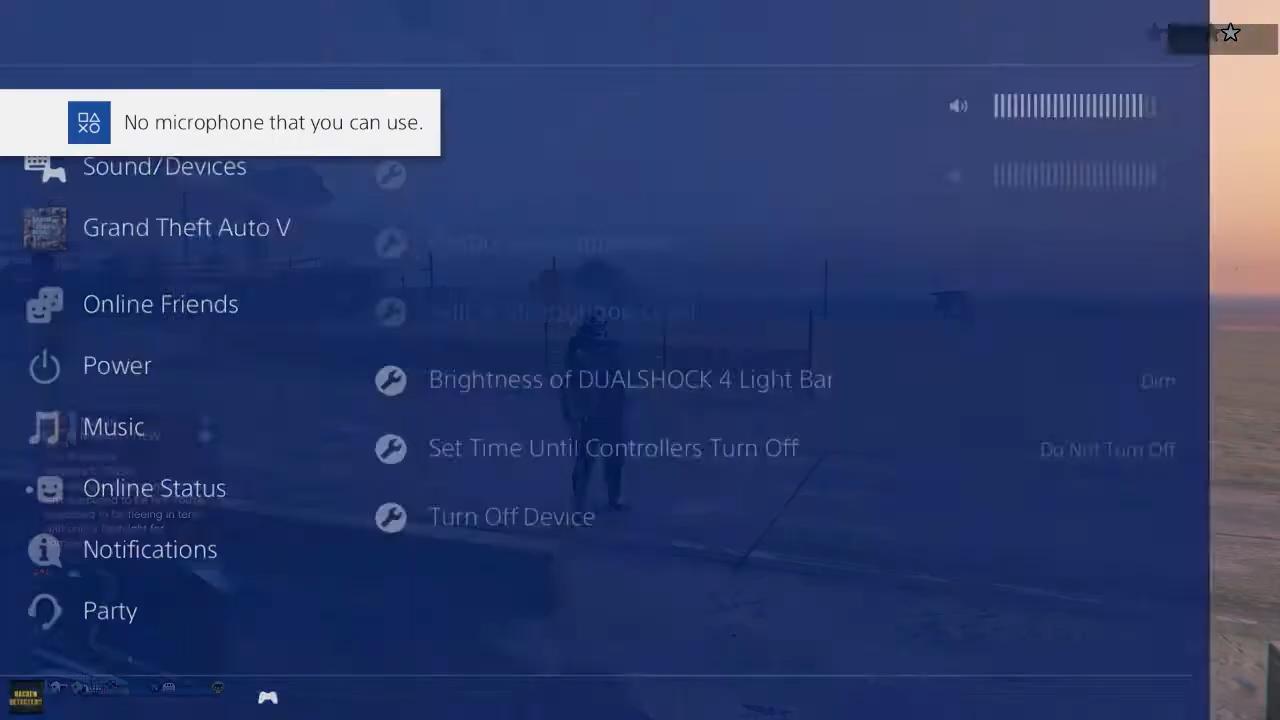 No microphone that you can use.
Sound/Devices
Grand Theft Auto V
Online Friends
Power
Brightness of DUALSHOCK 4 Light Bar
Dim
Music
Set Time Until Controllers Turn Off
Do Not Turn Off
Online Status
Turn Off Device
Notifications
Party